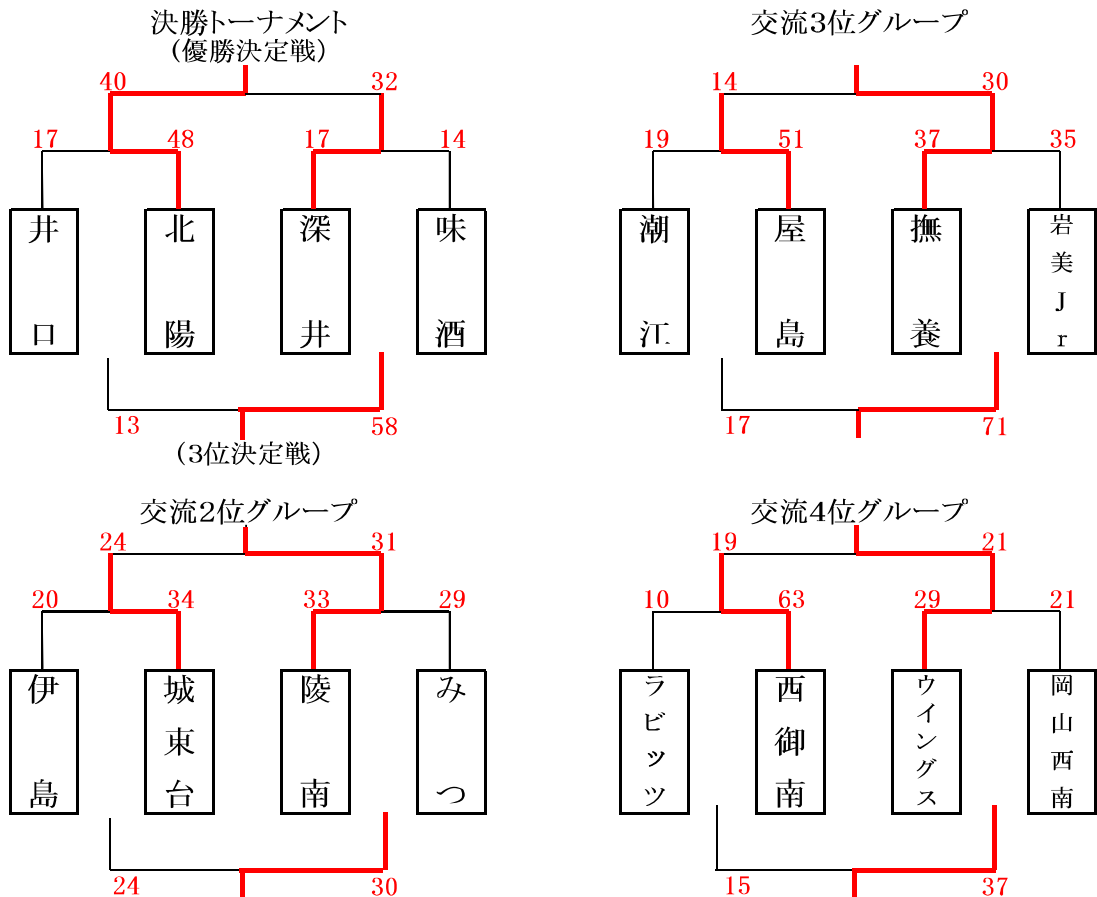 決勝トーナメント
(優勝決定戦)
40 32
17 48 17 14
井口 北陽 深井 味酒
13 58
(3位決定戦)
交流3位グループ
14 30
19 51 37 35
潮江 屋島 撫養 岩美Jr
17 71
交流2位グループ
24 31
20 34 33 29
伊島 城東台 陵南 みつ
24 30
交流4位グループ
19 21
10 63 29 21
ラビッツ 西御南 ウイングス 岡山西南
15 37